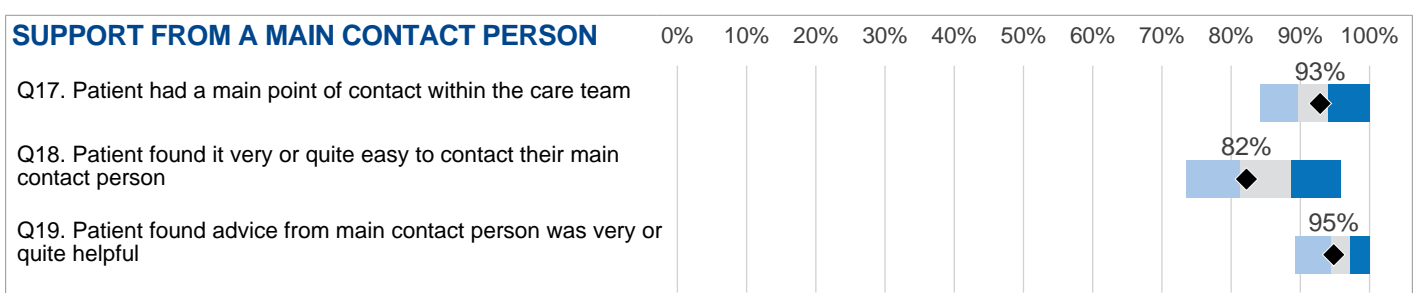 SUPPORT FROM A MAIN CONTACT PERSON 0% 10% 20% 30% 40% 50% 60% 70% 80% 90% 100%
93%
Q17. Patient had a main point of contact within the care team
82%
Q18. Patient found it very or quite easy to contact their main
contact person
95%
Q19. Patient found advice from main contact person was very or
quite helpful